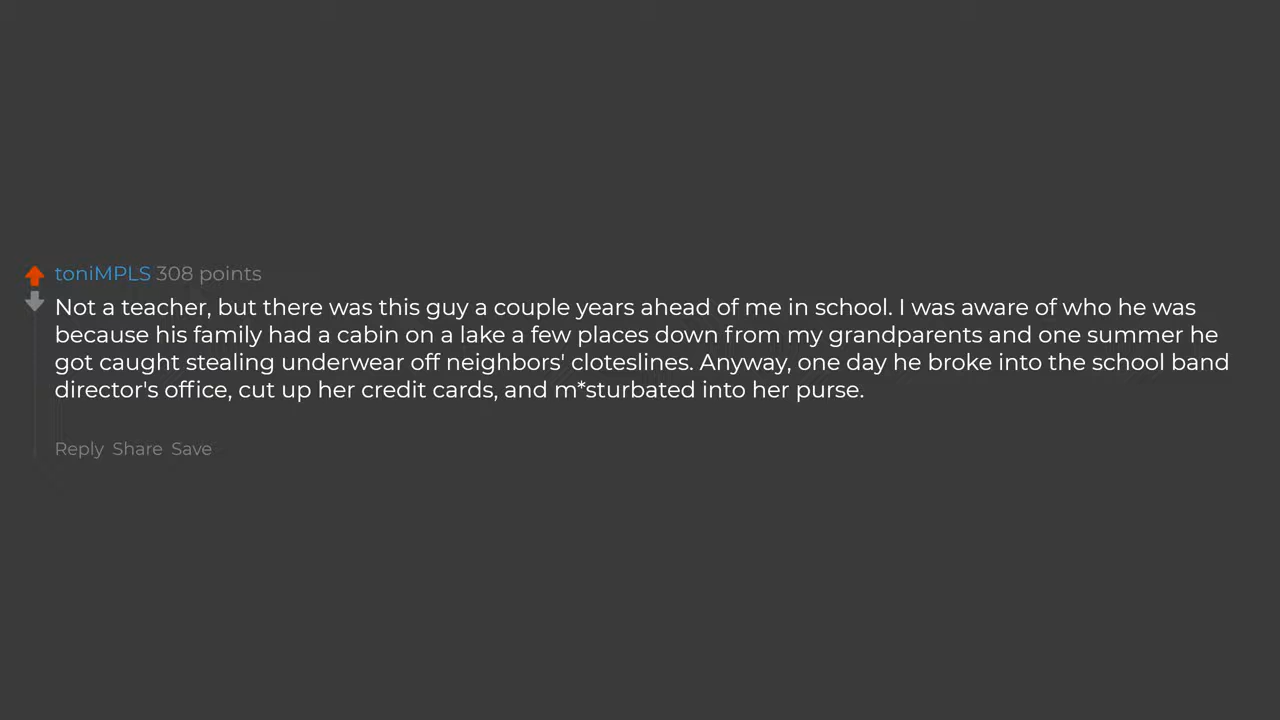 toniMPLS 308 points
Not a teacher, but there was this guy a couple years ahead of me in school. I was aware of who he was
because his family had a cabin on a lake a few places down from my grandparents and one summer he
got caught stealing underwear off neighbors' cloteslines. Anyway, one day he broke into the school band
director's office, cut up her credit cards, and m*sturbated into her purse.
Reply Share Save